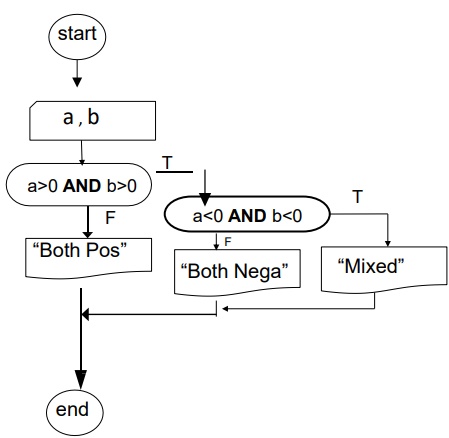 start
a , b
a>0 AND b>0
T
F
a<0 AND b<0
T
F
“Both Pos”
“Both Nega”
“Mixed”
end